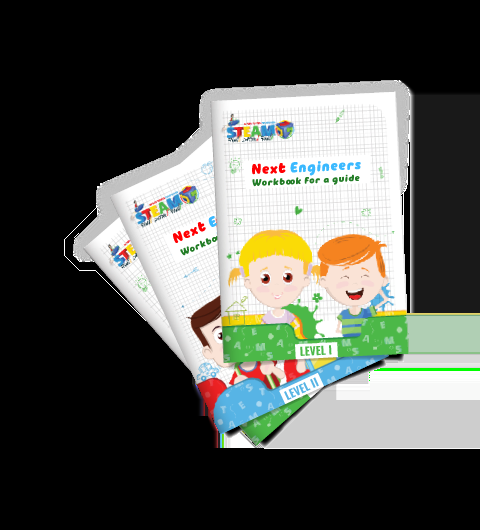 STEAM
Next Engineers
Workbook For a guide
LEVEL I
STEAM
Next E
Workbo
LEVEL II
STEAM